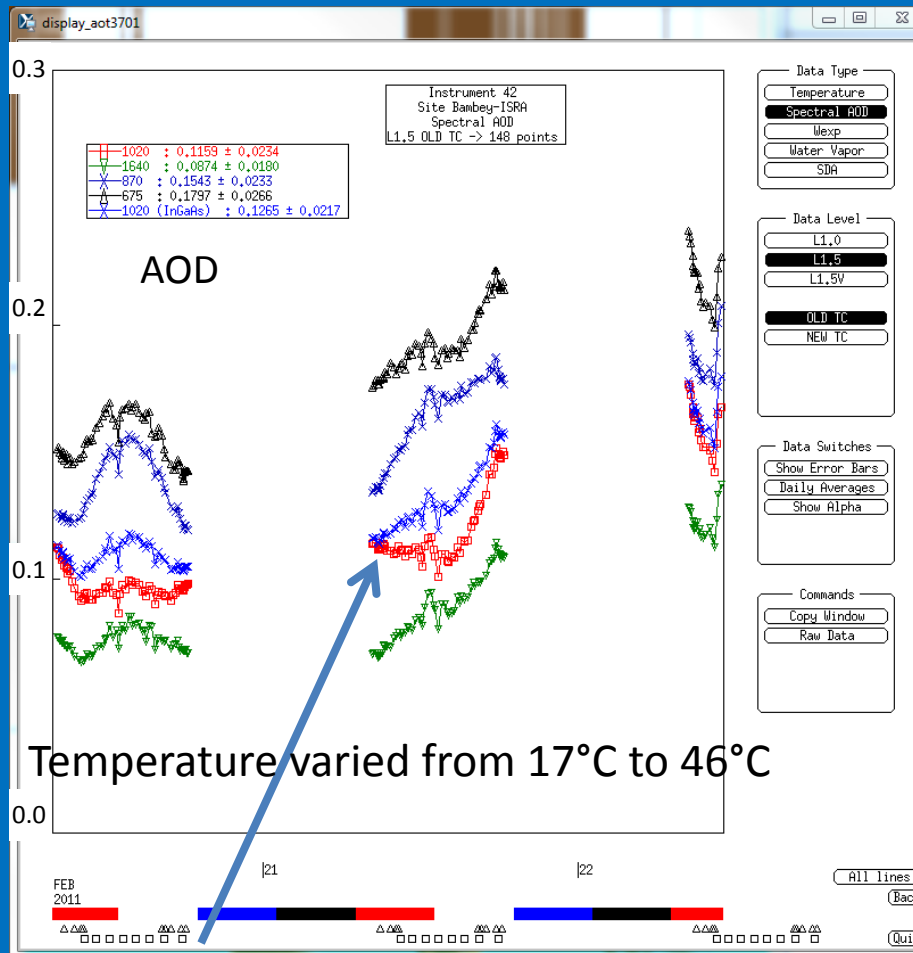 display_aot3701
0.3
Instrument 42
Site Bambey-ISRA
Spectral AOD
L1.5 OLD TC -> 148 points
1020 : 0.1159 ± 0.0234
1640 : 0.0874 ± 0.0180
870 : 0.1543 ± 0.0233
675 : 0.1797 ± 0.0266
1020 (InGaAs) : 0.1265 ± 0.0217
AOD
0.2
0.1
Temperature varied from 17°C to 46°C
0.0
FEB
2011
|21
|22
Data Type
Temperature
Spectral AOD
Wexp
Water Vapor
SDA
Data Level
L1.0
L1.5
L1.5V
OLD TC
NEW TC
Data Switches
Show Error Bars
Daily Averages
Show Alpha
Commands
Copy Window
Raw Data
All lines
(Bac
(Qui